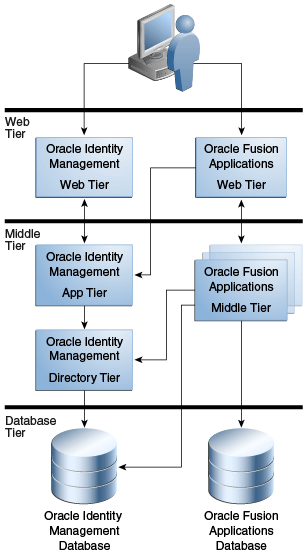 Web
Tier
Oracle Identity
Management
Web Tier
Oracle Fusion
Applications
Web Tier
Middle
Tier
Oracle Identity
Management
App Tier
Oracle Fusion
Applications
Middle Tier
Oracle Identity
Management
Directory Tier
Database
Tier
Oracle Identity
Management
Database
Oracle Fusion
Applications
Database